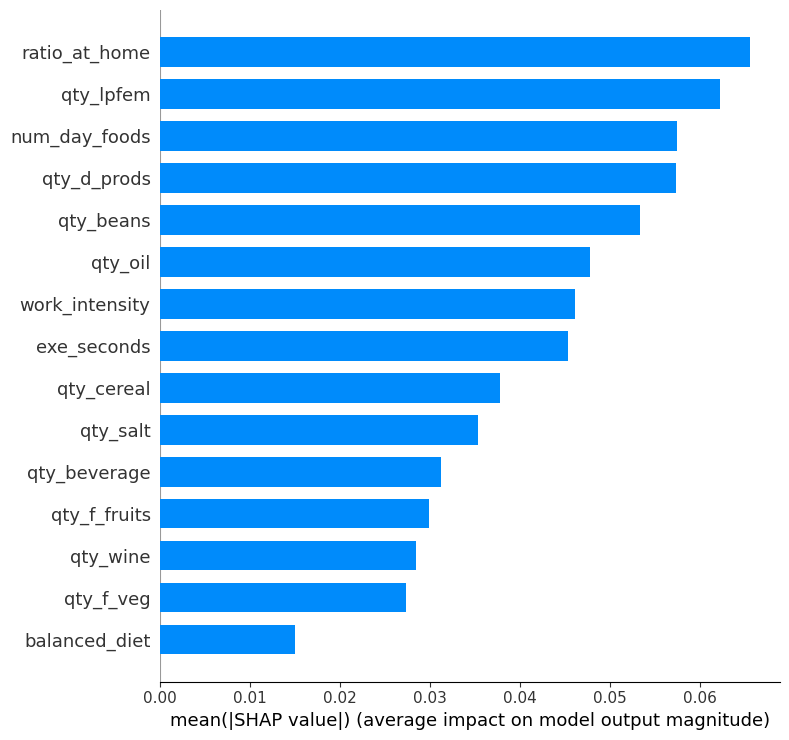 ratio_at_home
qty_lpfem
num_day_foods
qty_d_prods
qty_beans
qty_oil
work_intensity
exe_seconds
qty_cereal
qty_salt
qty_beverage
qty_f_fruits
qty_wine
qty_f_veg
balanced_diet
0.00 0.01 0.02 0.03 0.04 0.05 0.06
mean(|SHAP value|) (average impact on model output magnitude)